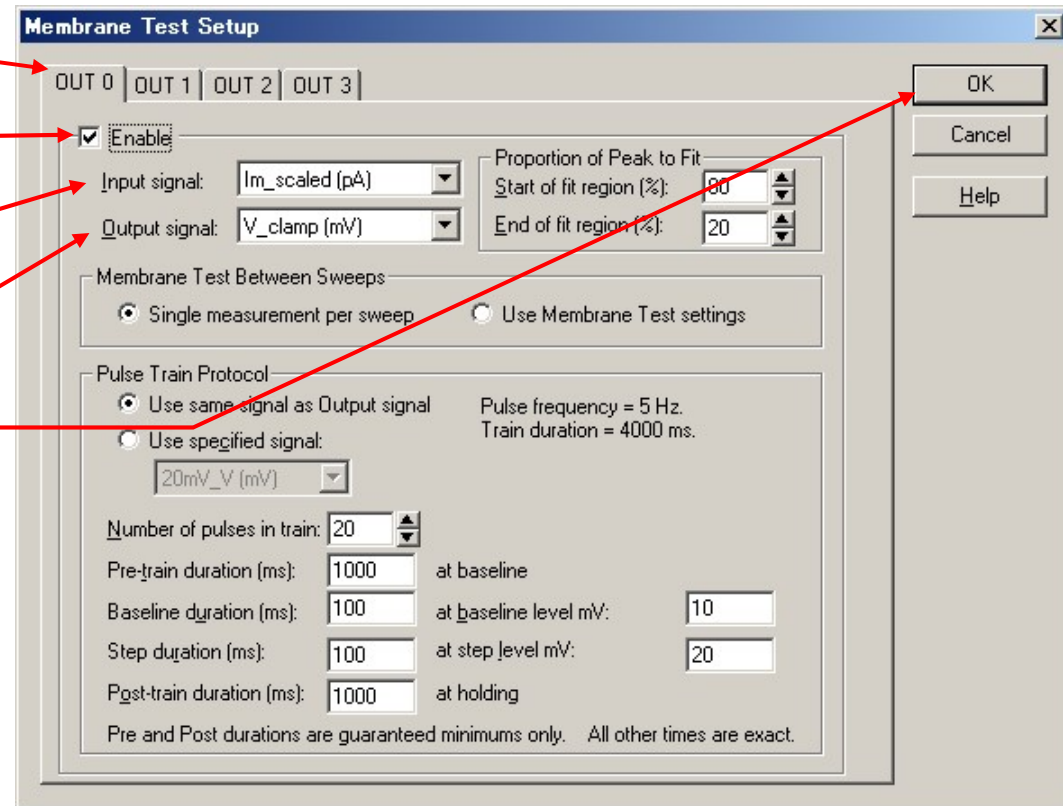 Membrane Test Setup
OUT 0 OUT 1 OUT 2 OUT 3
OK
Cancel
Help
Enable
Input signal: Im_scaled (pA)
Output signal: V_clamp (mV)
Proportion of Peak to Fit
Start of fit region (%): 80
End of fit region (%): 20
Membrane Test Between Sweeps
Single measurement per sweep Use Membrane Test settings
Pulse Train Protocol
Use same signal as Output signal
Use specified signal:
20mV_V (mV)
Pulse frequency = 5 Hz.
Train duration = 4000 ms.
Number of pulses in train: 20
Pre-train duration (ms): 1000 at baseline
Baseline duration (ms): 100 at baseline level mV: 10
Step duration (ms): 100 at step level mV: 20
Post-train duration (ms): 1000 at holding
Pre and Post durations are guaranteed minimums only. All other times are exact.